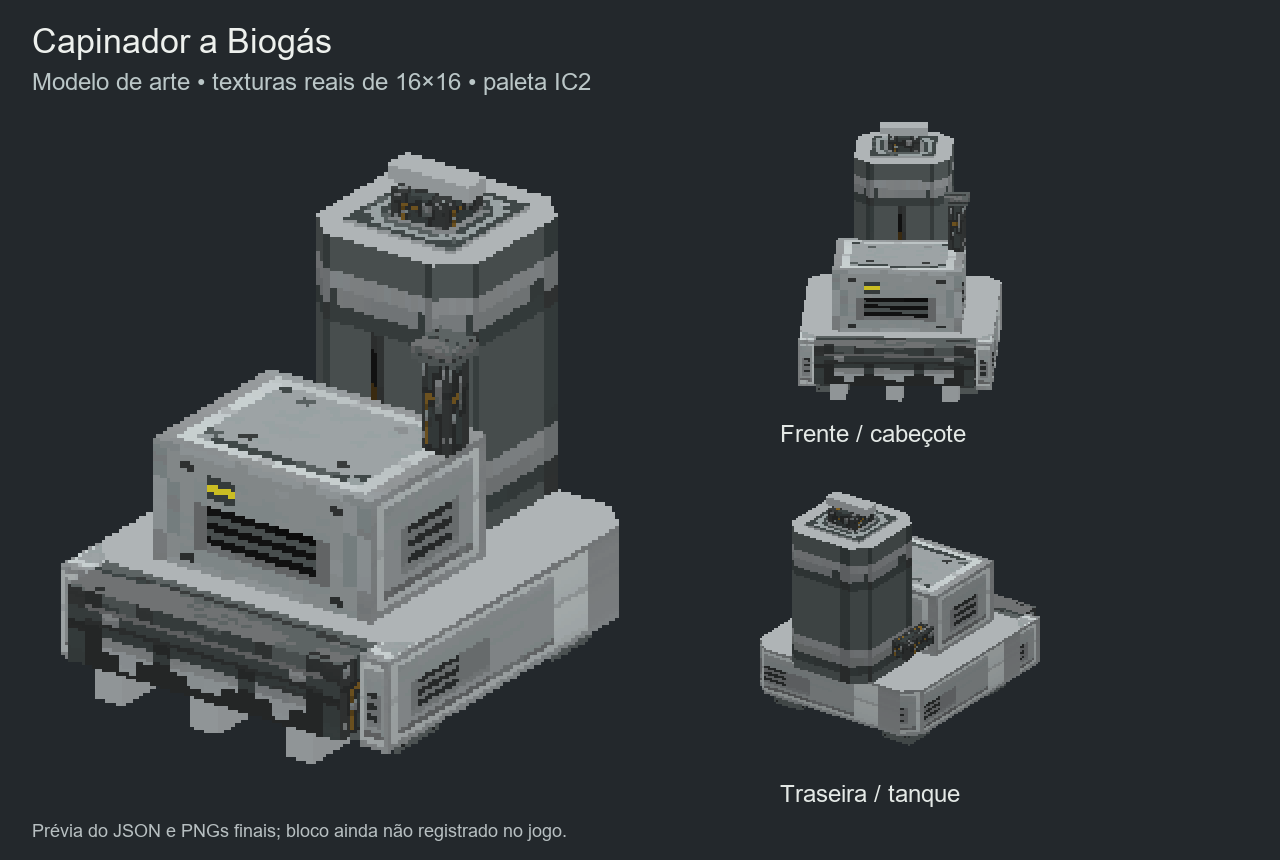 Capinador a Biogás
Modelo de arte • texturas reais de 16×16 • paleta IC2
Frente / cabeçote
Traseira / tanque
Prévia do JSON e PNGs finais; bloco ainda não registrado no jogo.